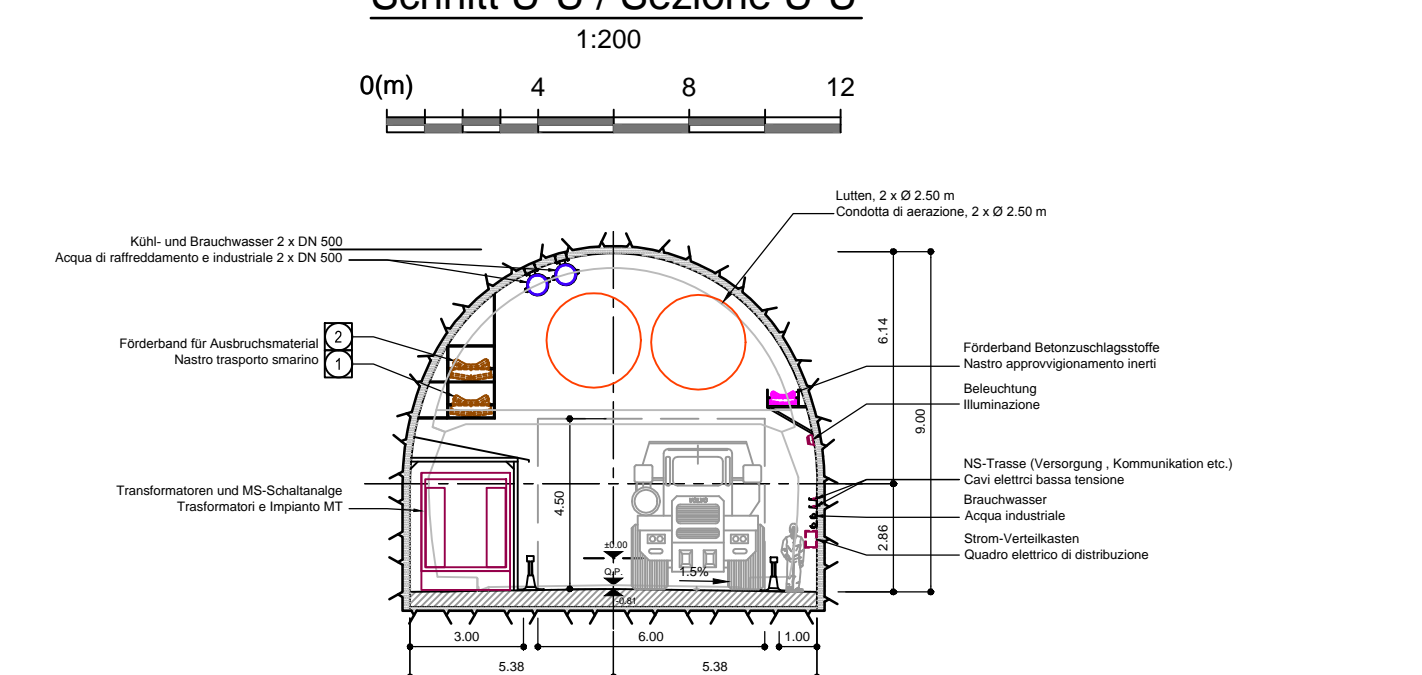 Schnitt U-U / Sezione U-U
1:200
0(m) 4 8 12
Lutten, 2 x Ø 2.50 m
Condotta di aerazione, 2 x Ø 2.50 m
Kühl- und Brauchwasser 2 x DN 500
Acqua di raffreddamento e industriale 2 x DN 500
6.14
9.00
2
1
Förderband für Ausbruchsmaterial
Nastro trasporto smarino
Förderband Betonzuschlagsstoffe
Nastro approvvigionamento inerti
Beleuchtung
Illuminazione
NS-Trasse (Versorgung , Kommunikation etc.)
Cavi elettrci bassa tensione
Transformatoren und MS-Schaltanalge
Trasformatori e Impianto MT
4.50
Brauchwasser
Acqua industriale
2.86
Strom-Verteilkasten
Quadro elettrico di distribuzione
±0.00
Q.P.
1.5%
-0.81
3.00 6.00 1.00
5.38 5.38